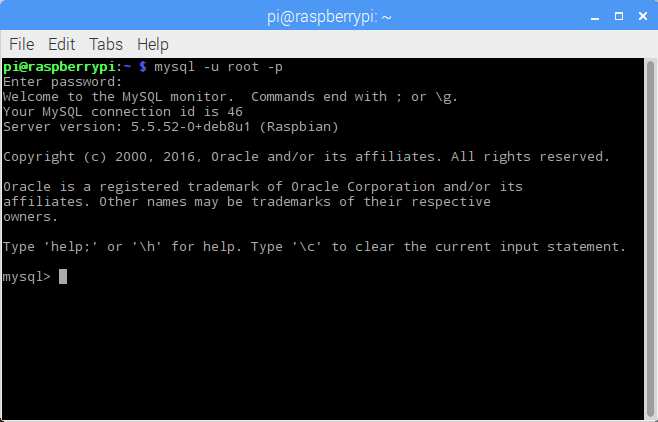 pi@raspberrypi: ~
File Edit Tabs Help
pi@raspberrypi:~ $ mysql -u root -p
Enter password:
Welcome to the MySQL monitor.  Commands end with ; or \g.
Your MySQL connection id is 46
Server version: 5.5.52-0+deb8u1 (Raspbian)
Copyright (c) 2000, 2016, Oracle and/or its affiliates. All rights reserved.
Oracle is a registered trademark of Oracle Corporation and/or its
affiliates. Other names may be trademarks of their respective
owners.
Type 'help;' or '\h' for help. Type '\c' to clear the current input statement.
mysql>